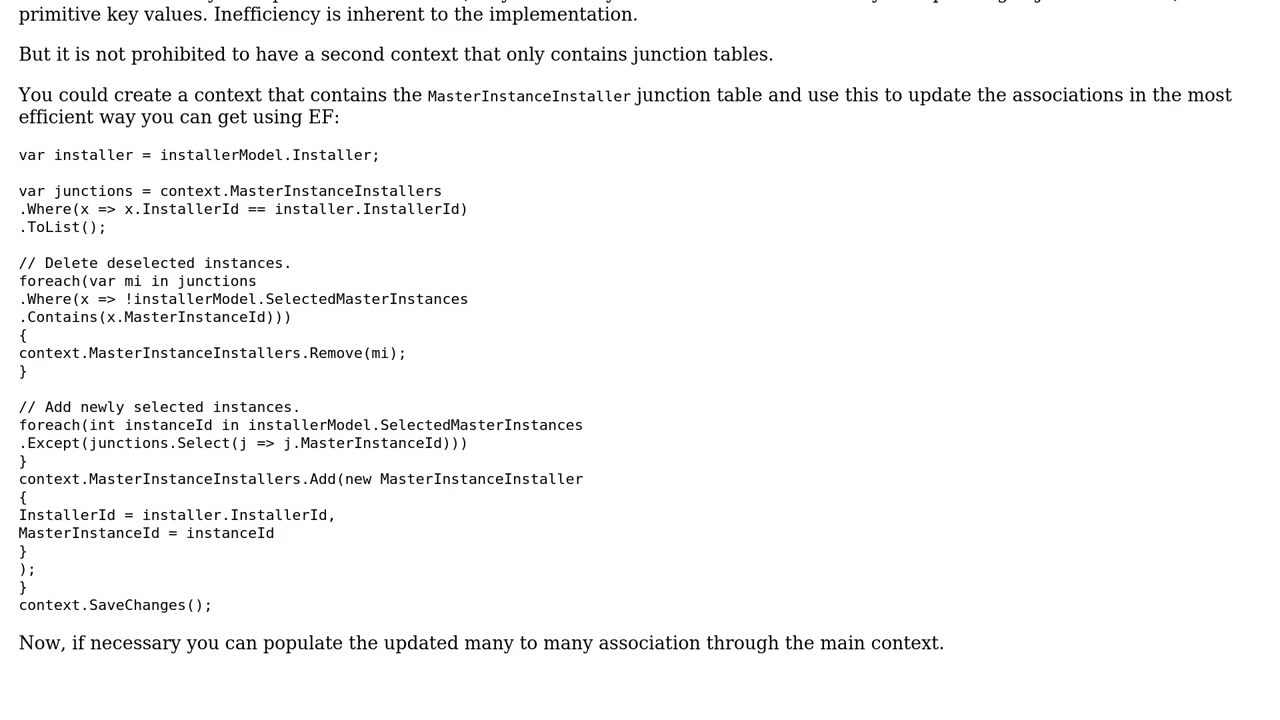 primitive key values. Inefficiency is inherent to the implementation.
But it is not prohibited to have a second context that only contains junction tables.
You could create a context that contains the MasterInstanceInstaller junction table and use this to update the associations in the most
efficient way you can get using EF:
var installer = installerModel.Installer;
var junctions = context.MasterInstanceInstallers
.Where(x => x.InstallerId == installer.InstallerId)
.ToList();
// Delete deselected instances.
foreach(var mi in junctions
.Where(x => !installerModel.SelectedMasterInstances
.Contains(x.MasterInstanceId)))
{
context.MasterInstanceInstallers.Remove(mi);
}
// Add newly selected instances.
foreach(int instanceId in installerModel.SelectedMasterInstances
.Except(junctions.Select(j => j.MasterInstanceId)))
}
context.MasterInstanceInstallers.Add(new MasterInstanceInstaller
{
InstallerId = installer.InstallerId,
MasterInstanceId = instanceId
}
);
}
context.SaveChanges();
Now, if necessary you can populate the updated many to many association through the main context.